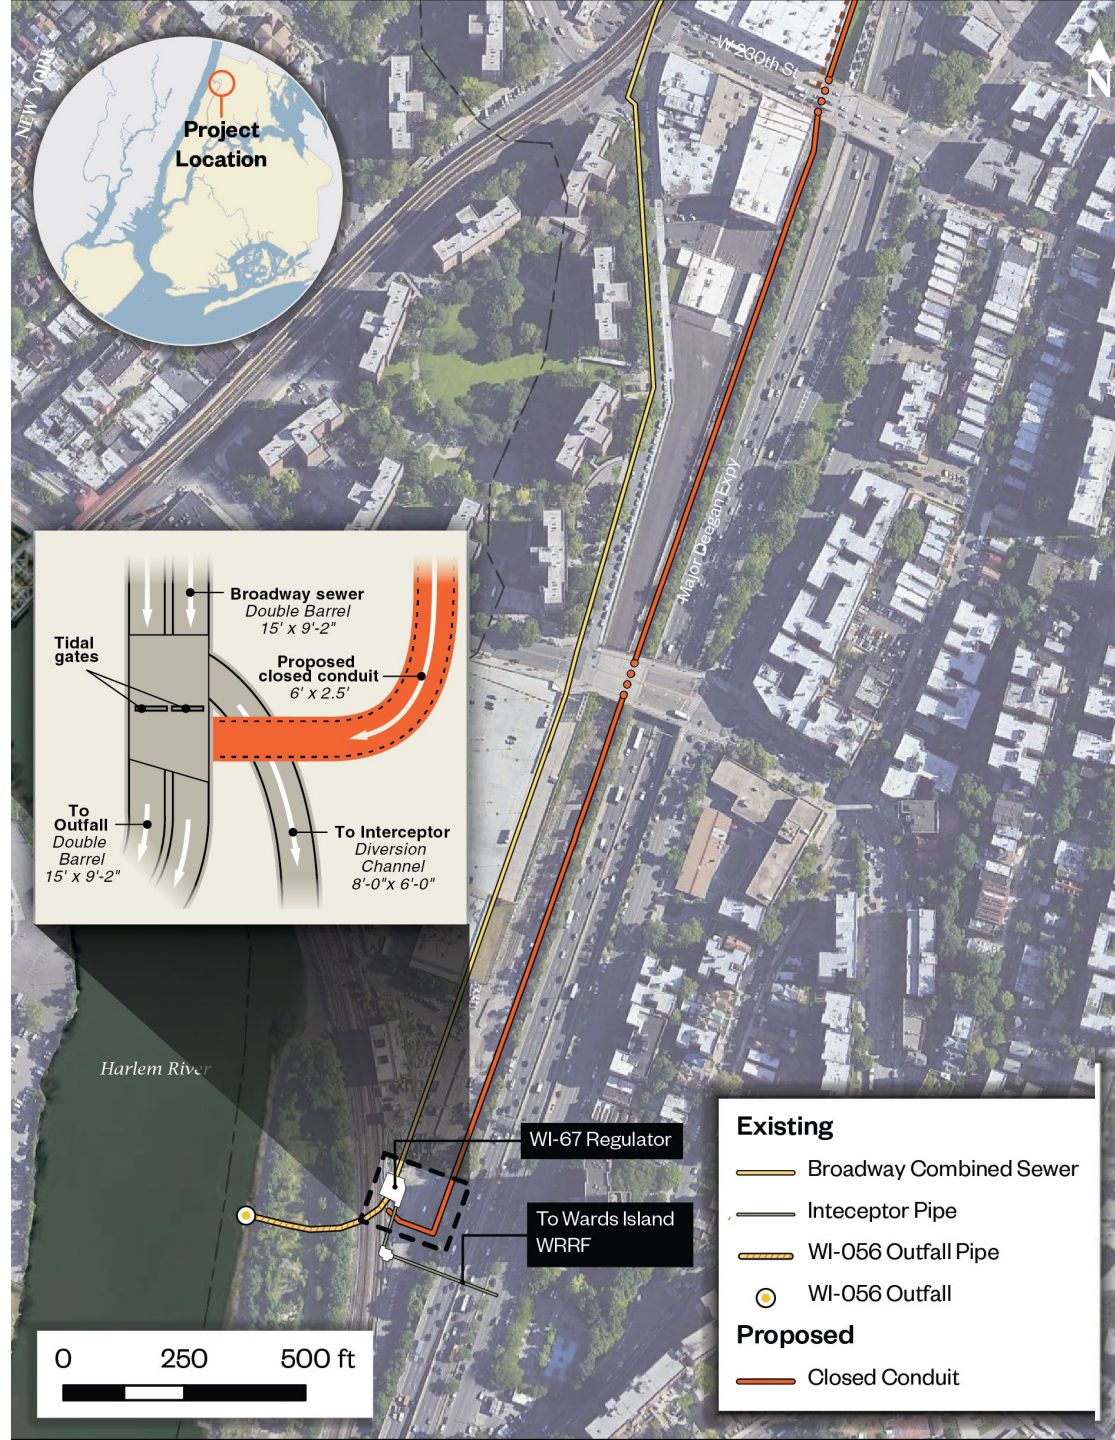 NEW YORK
Project
Location
W 230th St
N
Major Deegan Expy
Broadway sewer
Double Barrel
15' x 9'-2"
Tidal
gates
Proposed
closed conduit
6' x 2.5'
To
Outfall
Double
Barrel
15' x 9'-2"
To Interceptor
Diversion
Channel
8'-0"x 6'-0"
Harlem River
WI-67 Regulator
To Wards Island
WRRF
Existing
Broadway Combined Sewer
Inteceptor Pipe
WI-056 Outfall Pipe
WI-056 Outfall
Proposed
Closed Conduit
0 250 500 ft